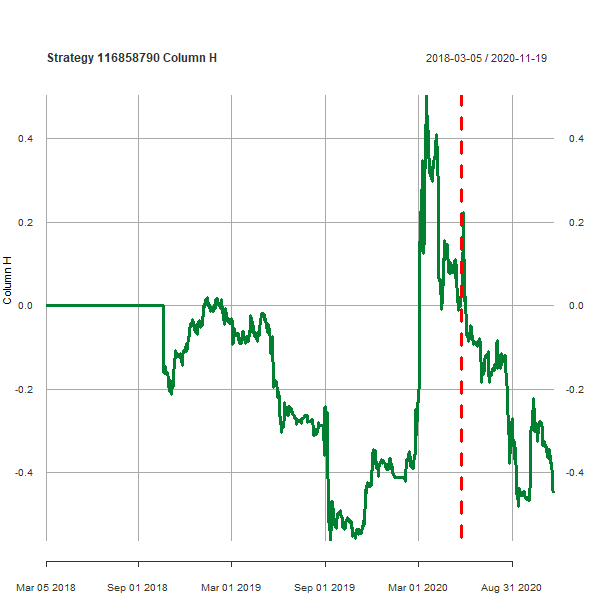 Strategy 116858790 Column H
2018-03-05 / 2020-11-19
0.4
0.4
0.2
0.2
Column H
0.0
0.0
-0.2
-0.2
-0.4
-0.4
Mar 05 2018
Sep 01 2018
Mar 01 2019
Sep 01 2019
Mar 01 2020
Aug 31 2020